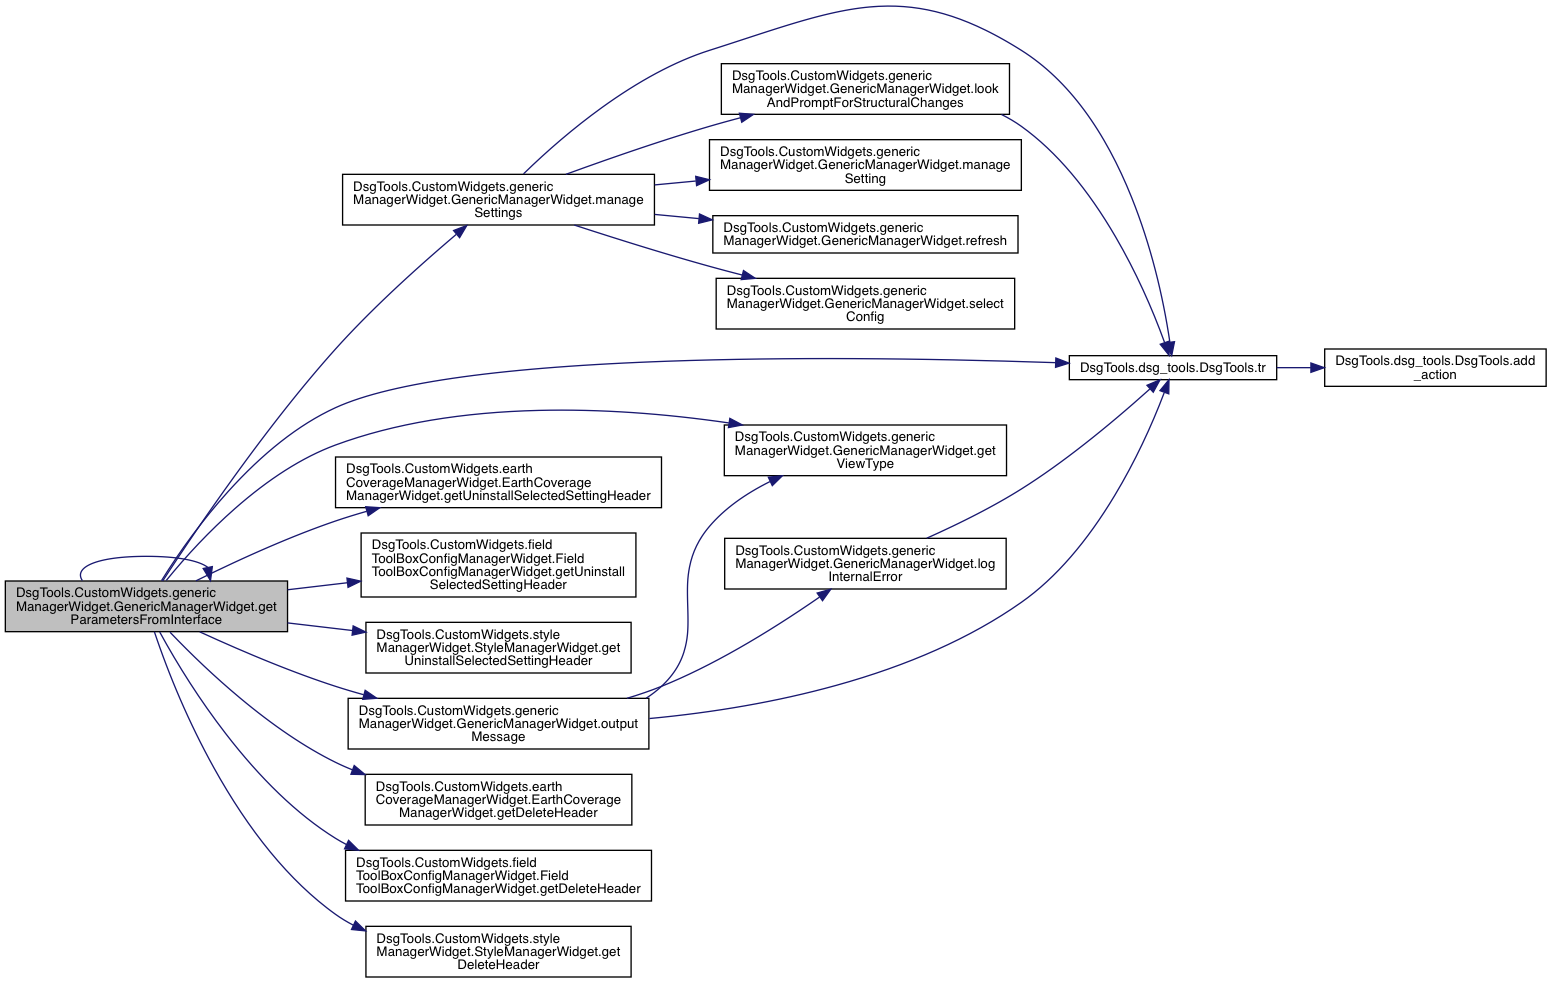 DsgTools.CustomWidgets.generic
ManagerWidget.GenericManagerWidget.get
ParametersFromInterface
DsgTools.CustomWidgets.generic
ManagerWidget.GenericManagerWidget.manage
Settings
DsgTools.CustomWidgets.generic
ManagerWidget.GenericManagerWidget.look
AndPromptForStructuralChanges
DsgTools.CustomWidgets.generic
ManagerWidget.GenericManagerWidget.manage
Setting
DsgTools.CustomWidgets.generic
ManagerWidget.GenericManagerWidget.refresh
DsgTools.CustomWidgets.generic
ManagerWidget.GenericManagerWidget.select
Config
DsgTools.dsg_tools.DsgTools.tr
DsgTools.dsg_tools.DsgTools.add
_action
DsgTools.CustomWidgets.generic
ManagerWidget.GenericManagerWidget.get
ViewType
DsgTools.CustomWidgets.earth
CoverageManagerWidget.EarthCoverage
ManagerWidget.getUninstallSelectedSettingHeader
DsgTools.CustomWidgets.field
ToolBoxConfigManagerWidget.Field
ToolBoxConfigManagerWidget.getUninstall
SelectedSettingHeader
DsgTools.CustomWidgets.generic
ManagerWidget.GenericManagerWidget.log
InternalError
DsgTools.CustomWidgets.style
ManagerWidget.StyleManagerWidget.get
UninstallSelectedSettingHeader
DsgTools.CustomWidgets.generic
ManagerWidget.GenericManagerWidget.output
Message
DsgTools.CustomWidgets.earth
CoverageManagerWidget.EarthCoverage
ManagerWidget.getDeleteHeader
DsgTools.CustomWidgets.field
ToolBoxConfigManagerWidget.Field
ToolBoxConfigManagerWidget.getDeleteHeader
DsgTools.CustomWidgets.style
ManagerWidget.StyleManagerWidget.get
DeleteHeader